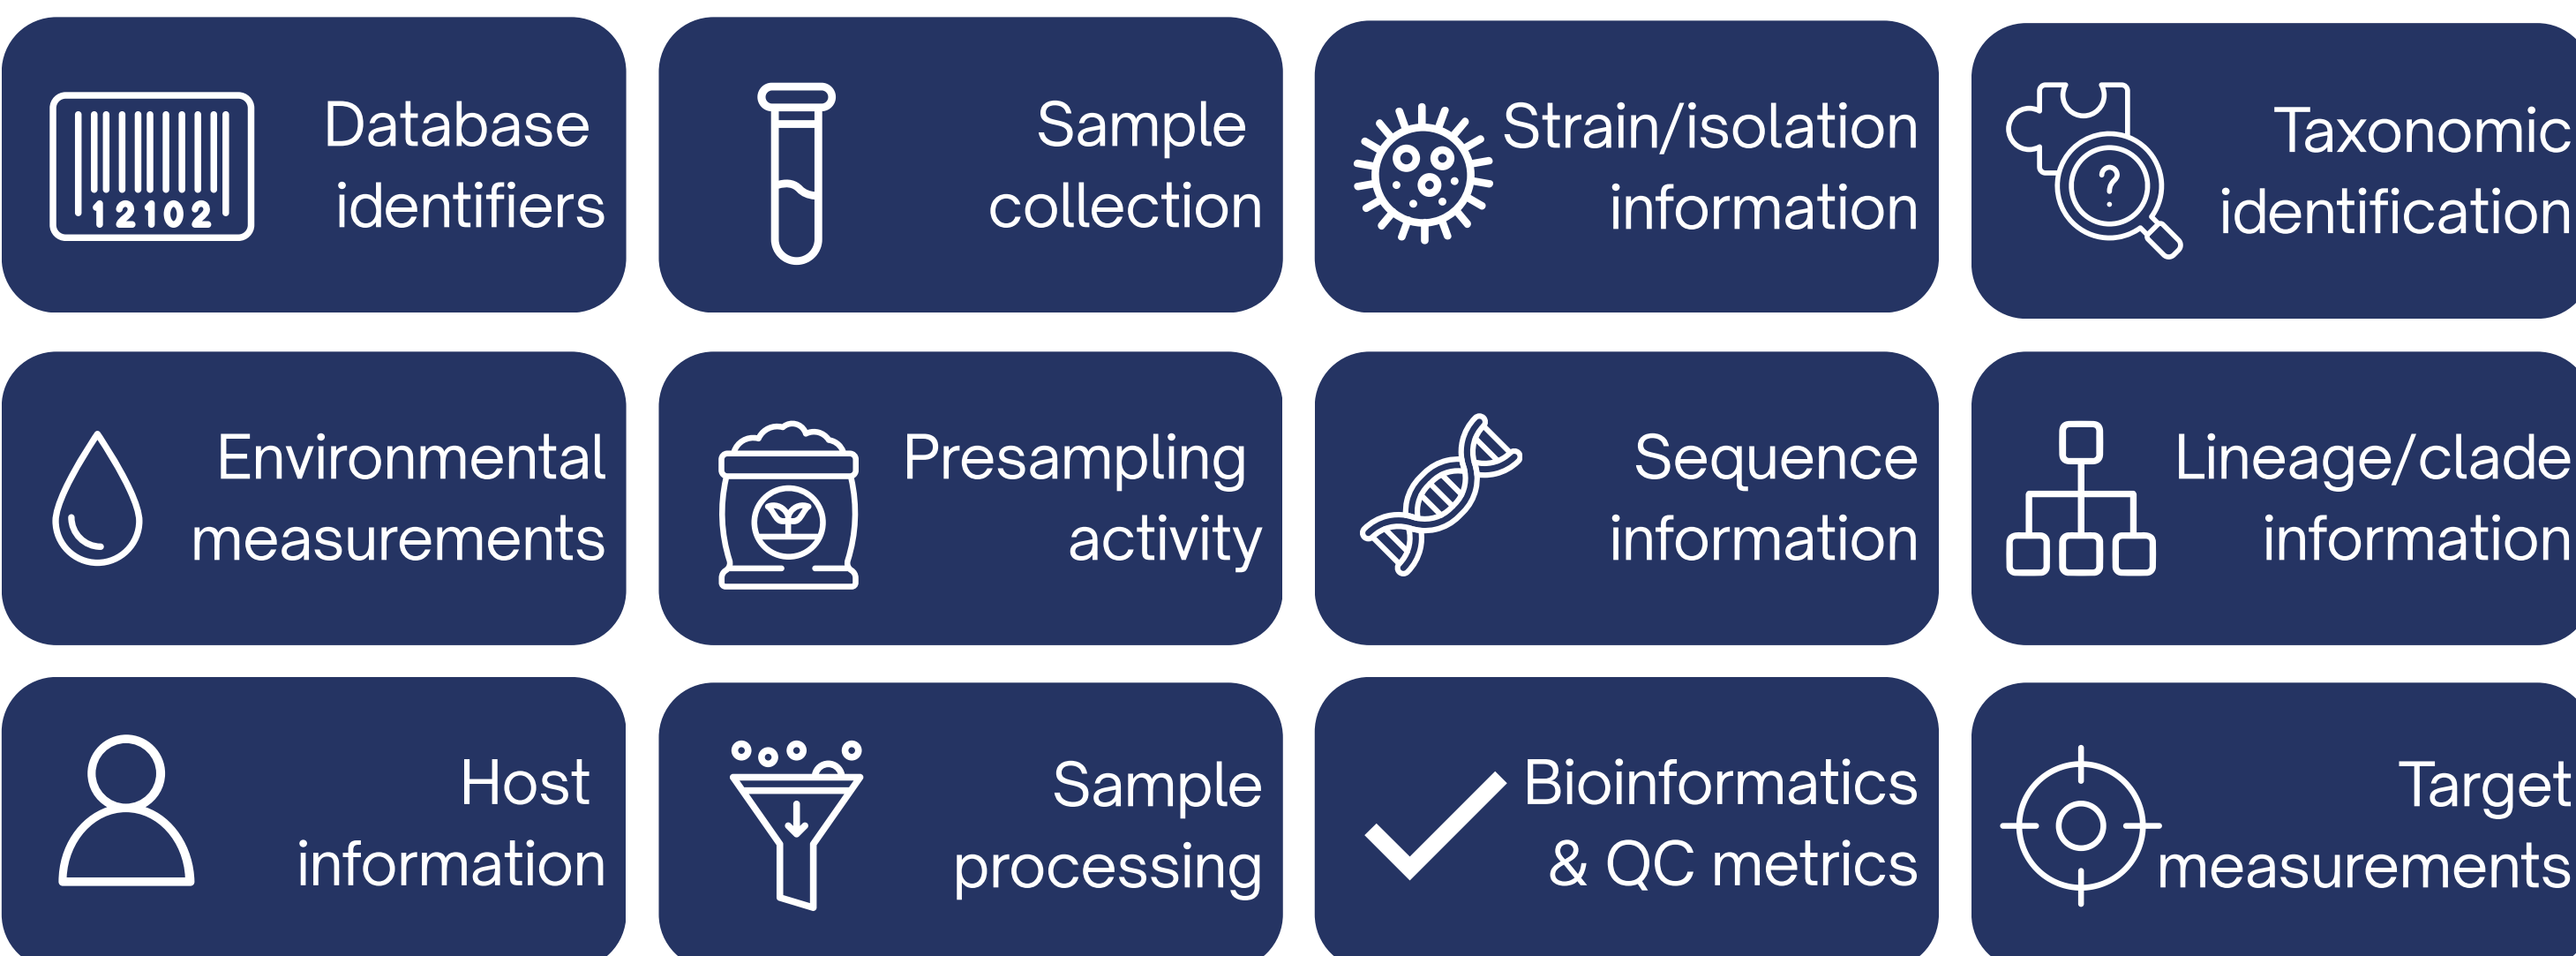 12102
Database
identifiers
Sample
collection
Strain/isolation
information
?
Taxonomic
identification
Environmental
measurements
Presampling
activity
Sequence
information
Lineage/clade
information
Host
information
Sample
processing
Bioinformatics
& QC metrics
Target
measurements